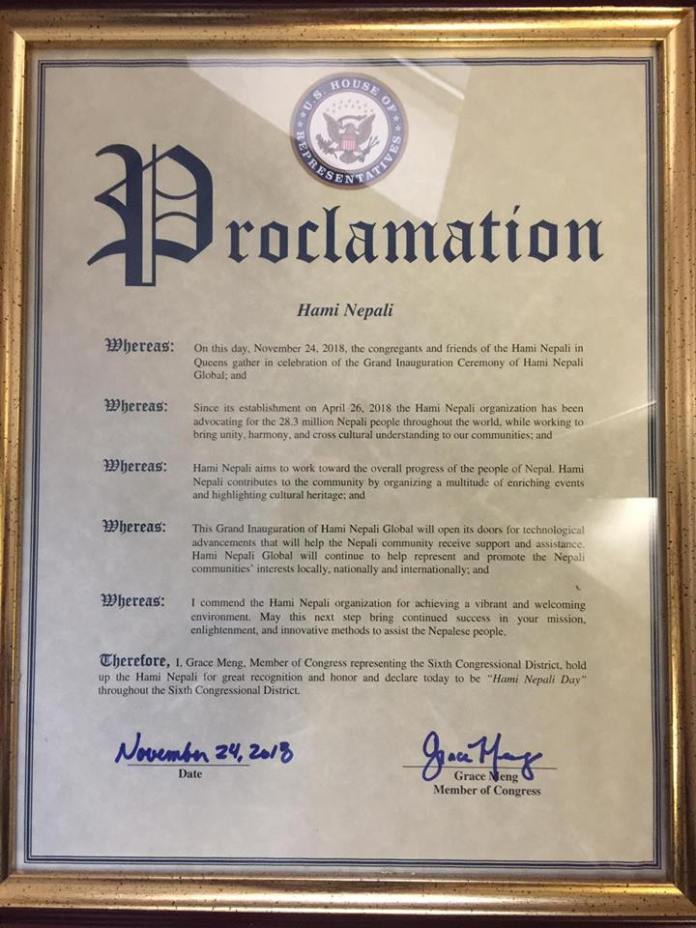 U.S. HOUSE OF REPRESENTATIVES
Proclamation
Hami Nepali
Whereas: On this day, November 24, 2018, the congregants and friends of the Hami Nepali in
Queens gather in celebration of the Grand Inauguration Ceremony of Hami Nepali
Global; and
Whereas: Since its establishment on April 26, 2018 the Hami Nepali organization has been
advocating for the 28.3 million Nepali people throughout the world, while working to
bring unity, harmony, and cross cultural understanding to our communities; and
Whereas: Hami Nepali aims to work toward the overall progress of the people of Nepal. Hami
Nepali contributes to the community by organizing a multitude of enriching events
and highlighting cultural heritage; and
Whereas: This Grand Inauguration of Hami Nepali Global will open its doors for technological
advancements that will help the Nepali community receive support and assistance.
Hami Nepali Global will continue to help represent and promote the Nepali
communities' interests locally, nationally and internationally; and
Whereas: I commend the Hami Nepali organization for achieving a vibrant and welcoming
environment. May this next step bring continued success in your mission,
enlightenment, and innovative methods to assist the Nepalese people.
Therefore, I, Grace Meng, Member of Congress representing the Sixth Congressional District, hold
up the Hami Nepali for great recognition and honor and declare today to be "Hami Nepali Day"
throughout the Sixth Congressional District.
November 24, 2018
Date
Grace Meng
Grace Meng
Member of Congress